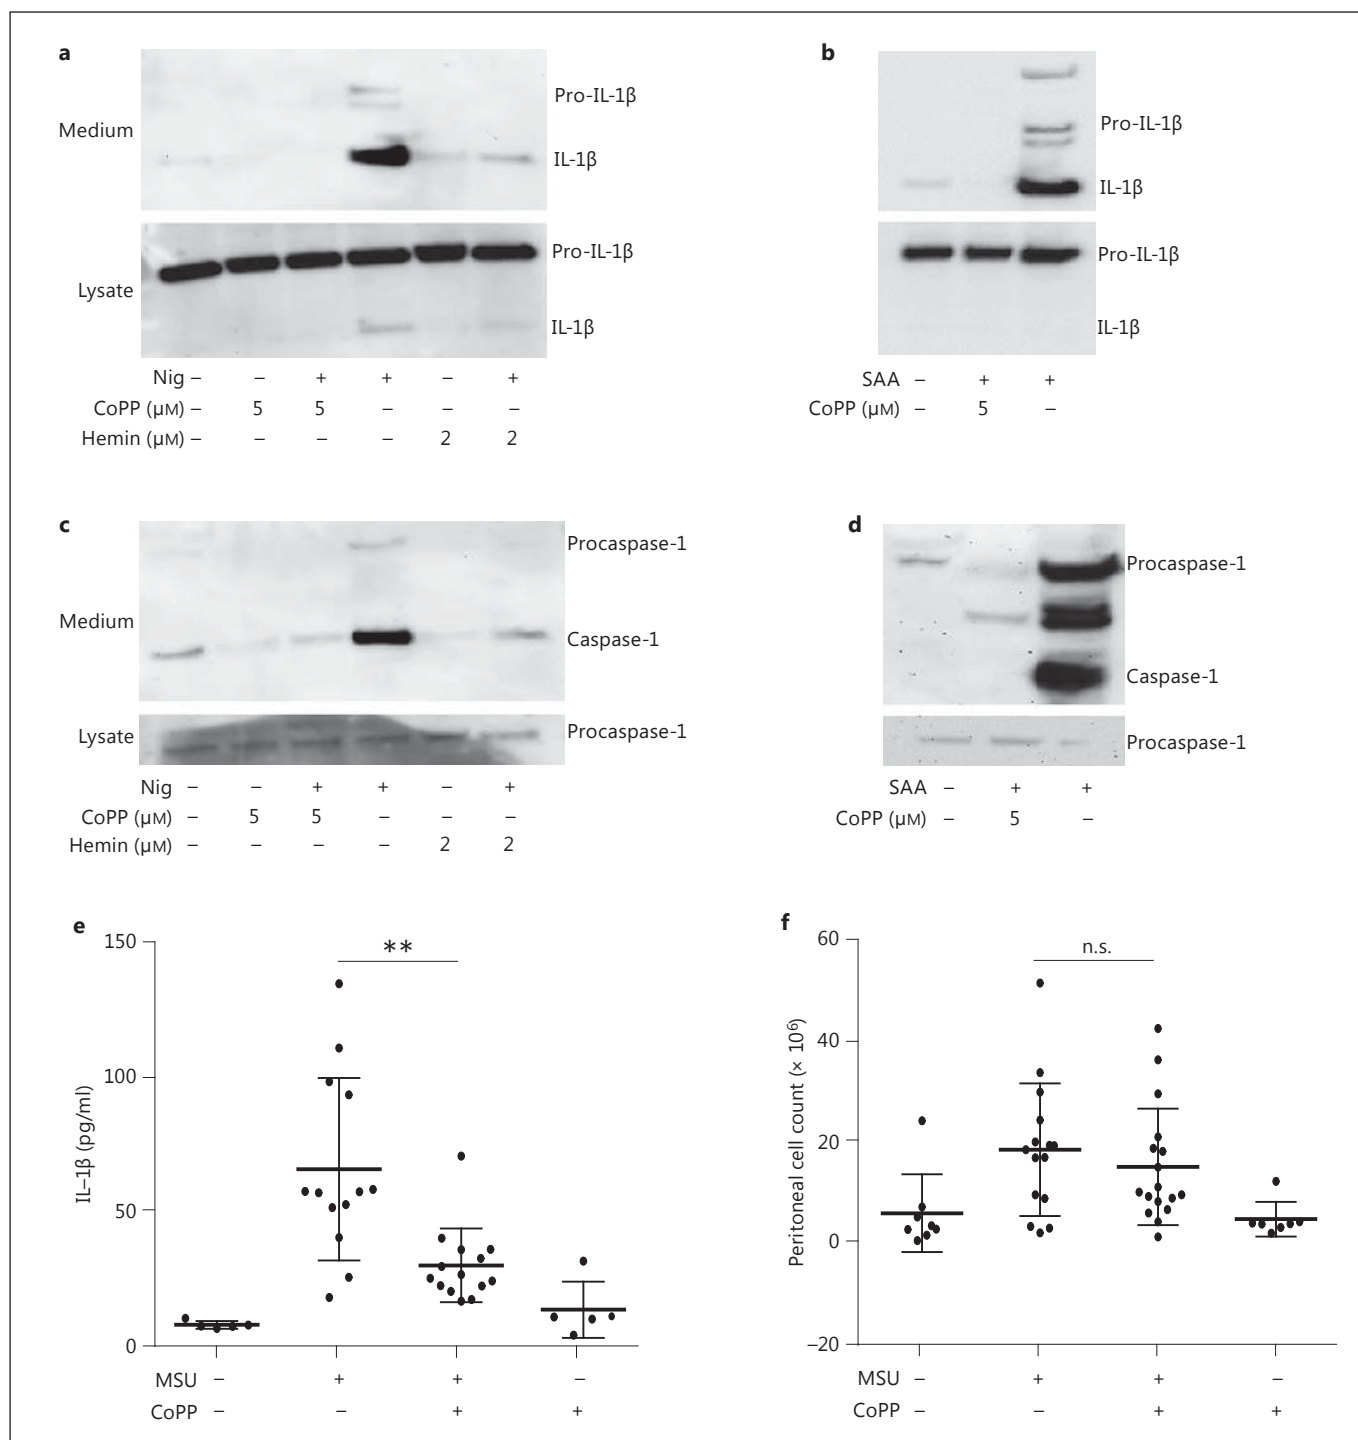 a
Pro-IL-1β
Medium
IL-1β
Pro-IL-1β
Lysate
IL-1β
Nig – – + + – +
CoPP (μM) – 5 5 – – –
Hemin (μM) – – – – 2 2
b
Pro-IL-1β
IL-1β
Pro-IL-1β
IL-1β
SAA – + +
CoPP (μM) – 5 –
c
Procaspase-1
Medium
Caspase-1
Lysate
Procaspase-1
Nig – – + + – +
CoPP (μM) – 5 5 – – –
Hemin (μM) – – – – 2 2
d
Procaspase-1
Caspase-1
Procaspase-1
SAA – + +
CoPP (μM) – 5 –
e
150
**
100
IL–1β (pg/ml)
50
0
MSU – + + –
CoPP – – + +
f
60
n.s.
40
Peritoneal cell count (× 10⁶)
20
0
–20
MSU – + + –
CoPP – – + +